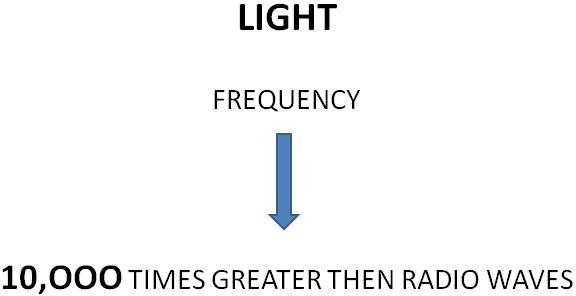 LIGHT
FREQUENCY
10,OOO TIMES GREATER THEN RADIO WAVES